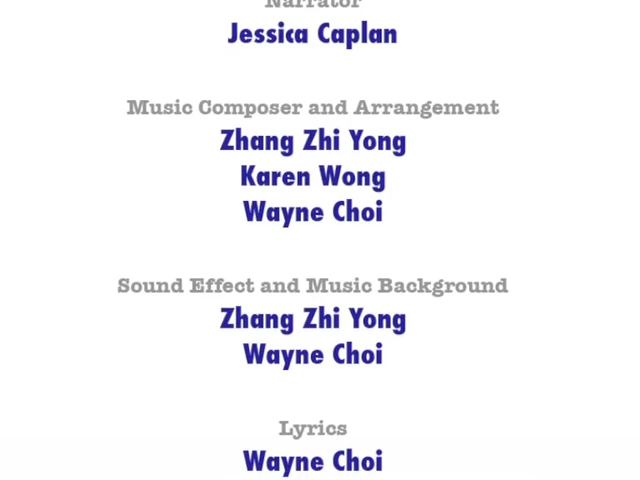 Narrator
Jessica Caplan
Music Composer and Arrangement
Zhang Zhi Yong
Karen Wong
Wayne Choi
Sound Effect and Music Background
Zhang Zhi Yong
Wayne Choi
Lyrics
Wayne Choi